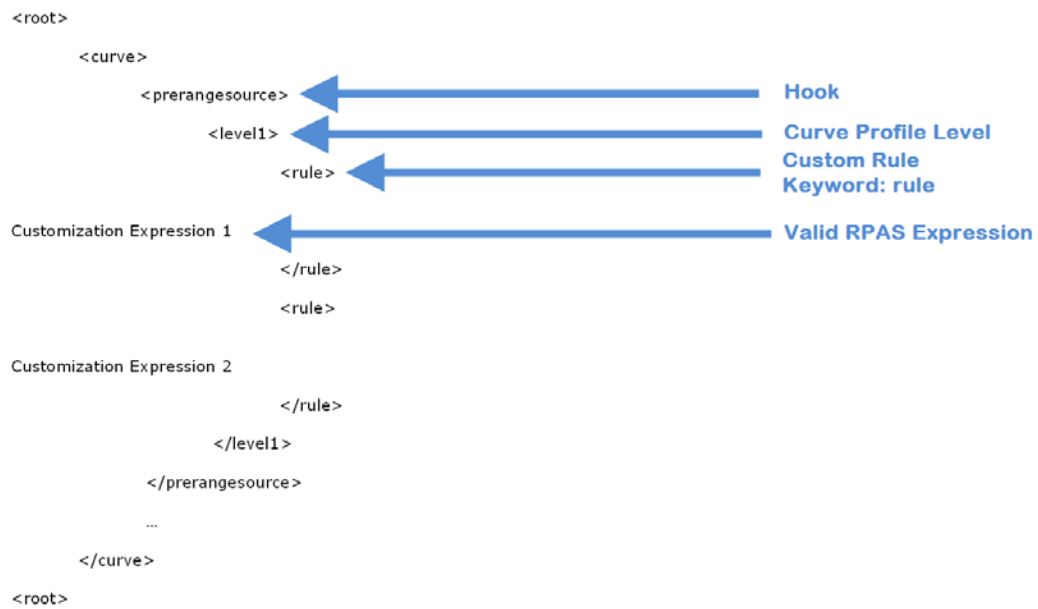 <root>
<curve>
<prerangesource>
Hook
<level1>
Curve Profile Level
<rule>
Custom Rule
Keyword: rule
Customization Expression 1
Valid RPAS Expression
</rule>
<rule>
Customization Expression 2
</rule>
</level1>
</prerangesource>
...
</curve>
<root>